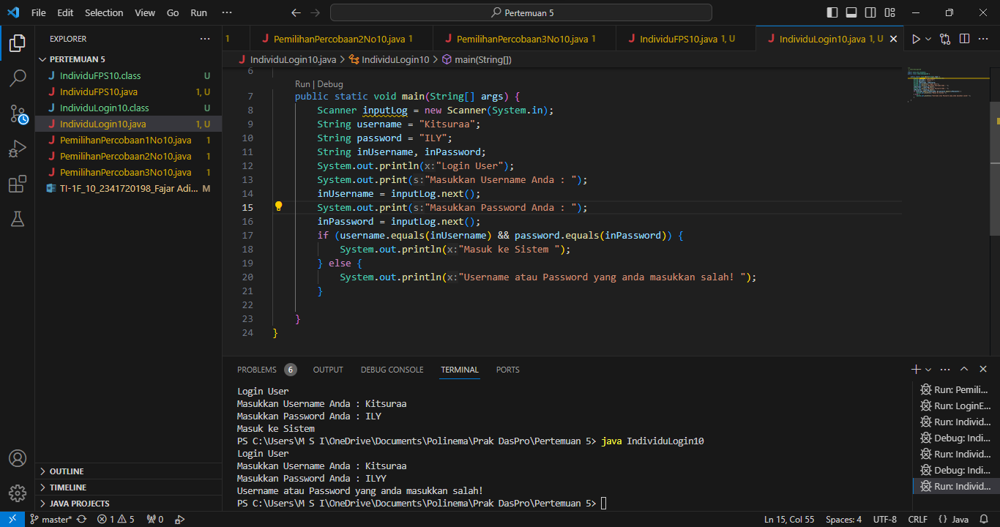 File Edit Selection View Go Run ··· Pertemuan 5
EXPLORER ···
PERTEMUAN 5
J IndividuFPS10.class U
J IndividuFPS10.java 1, U
J IndividuLogin10.class U
J IndividuLogin10.java 1, U
J PemilihanPercobaan1No10.java 1
J PemilihanPercobaan2No10.java 1
J PemilihanPercobaan3No10.java 1
TI-1F_10_2341720198_Fajar Adi... M
OUTLINE
TIMELINE
JAVA PROJECTS
1 J PemilihanPercobaan2No10.java 1 J PemilihanPercobaan3No10.java 1 J IndividuFPS10.java 1, U J IndividuLogin10.java 1, U
J IndividuLogin10.java > IndividuLogin10 > main(String[])
6
Run | Debug
7 public static void main(String[] args) {
8 Scanner inputLog = new Scanner(System.in);
9 String username = "Kitsuraa";
10 String password = "ILY";
11 String inUsername, inPassword;
12 System.out.println(x:"Login User");
13 System.out.print(s:"Masukkan Username Anda : ");
14 inUsername = inputLog.next();
15 System.out.print(s:"Masukkan Password Anda : ");
16 inPassword = inputLog.next();
17 if (username.equals(inUsername) && password.equals(inPassword)) {
18 System.out.println(x:"Masuk ke Sistem ");
19 } else {
20 System.out.println(x:"Username atau Password yang anda masukkan salah! ");
21 }
22
23 }
24 }
PROBLEMS 6 OUTPUT DEBUG CONSOLE TERMINAL PORTS
Login User
Masukkan Username Anda : Kitsuraa
Masukkan Password Anda : ILY
Masuk ke Sistem
PS C:\Users\M S I\OneDrive\Documents\Polinema\Prak DasPro\Pertemuan 5> java IndividuLogin10
Login User
Masukkan Username Anda : Kitsuraa
Masukkan Password Anda : ILYY
Username atau Password yang anda masukkan salah!
PS C:\Users\M S I\OneDrive\Documents\Polinema\Prak DasPro\Pertemuan 5>
Run: Pemili...
Run: LoginE...
Run: Individ...
Debug: Indi...
Run: Individ...
Debug: Indi...
Run: Individ...
master* 1 5 0 Ln 15, Col 55 Spaces: 4 UTF-8 CRLF {} Java